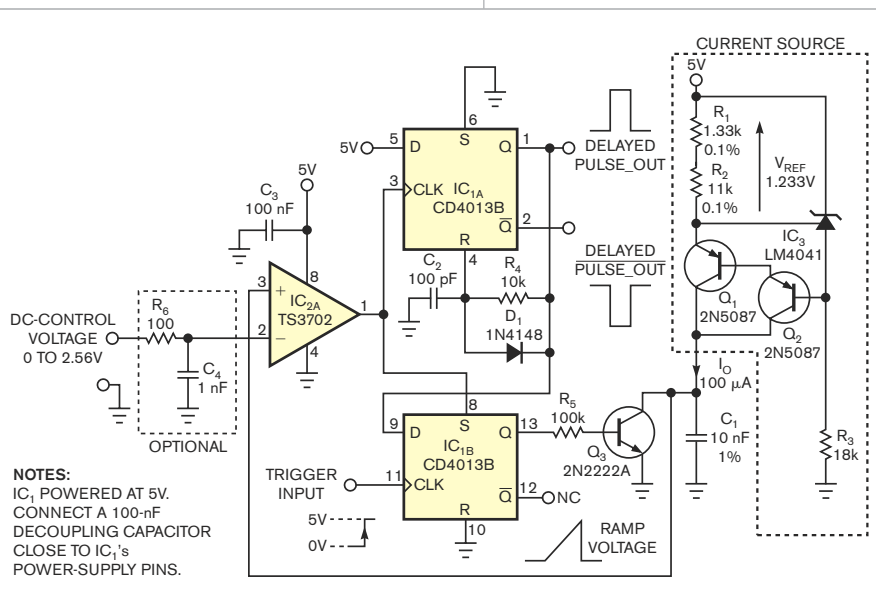 CURRENT SOURCE
5V
R1
1.33k
0.1%
R2
11k
0.1%
VREF
1.233V
IC3
LM4041
Q1
2N5087
Q2
2N5087
IO
100 µA
C1
10 nF
1%
R3
18k
6
S
5V
5
D
Q
1
DELAYED
PULSE_OUT
3
CLK
IC1A
CD4013B
Q
2
R
4
DELAYED
PULSE_OUT
5V
C3
100 nF
C2
100 pF
R4
10k
D1
1N4148
3
+
8
IC2A
TS3702
1
2
−
4
DC-CONTROL
VOLTAGE
0 TO 2.56V
R6
100
C4
1 nF
OPTIONAL
8
S
9
D
Q
13
IC1B
CD4013B
11
CLK
Q
12
NC
R
10
R5
100k
Q3
2N2222A
TRIGGER
INPUT
5V
0V
RAMP
VOLTAGE
NOTES:
IC1 POWERED AT 5V.
CONNECT A 100-nF
DECOUPLING CAPACITOR
CLOSE TO IC1's
POWER-SUPPLY PINS.